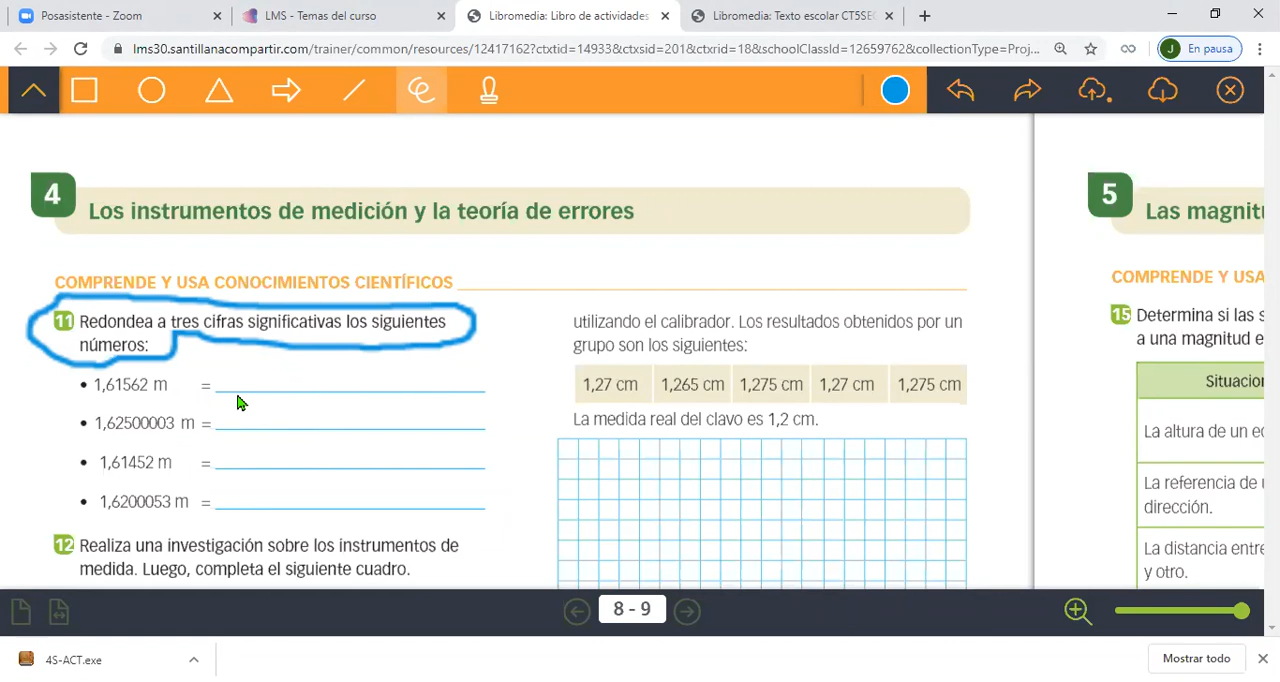 Posasistente - Zoom
LMS - Temas del curso
Libromedia: Libro de actividades
Libromedia: Texto escolar CT5SEC
lms30.santillanacompartir.com/trainer/common/resources/12417162?ctxtid=14933&ctxsid=201&ctxrid=18&schoolClassId=12659762&collectionType=Proj...
J En pausa
4 Los instrumentos de medición y la teoría de errores
COMPRENDE Y USA CONOCIMIENTOS CIENTÍFICOS
11 Redondea a tres cifras significativas los siguientes
números:
• 1,61562 m =
• 1,62500003 m =
• 1,61452 m =
• 1,6200053 m =
12 Realiza una investigación sobre los instrumentos de
medida. Luego, completa el siguiente cuadro.
utilizando el calibrador. Los resultados obtenidos por un
grupo son los siguientes:
1,27 cm 1,265 cm 1,275 cm 1,27 cm 1,275 cm
La medida real del clavo es 1,2 cm.
5 Las magnit
COMPRENDE Y USA
15 Determina si las s
a una magnitud e
Situacion
La altura de un e
La referencia de u
dirección.
La distancia entre
y otro.
8 - 9
4S-ACT.exe
Mostrar todo